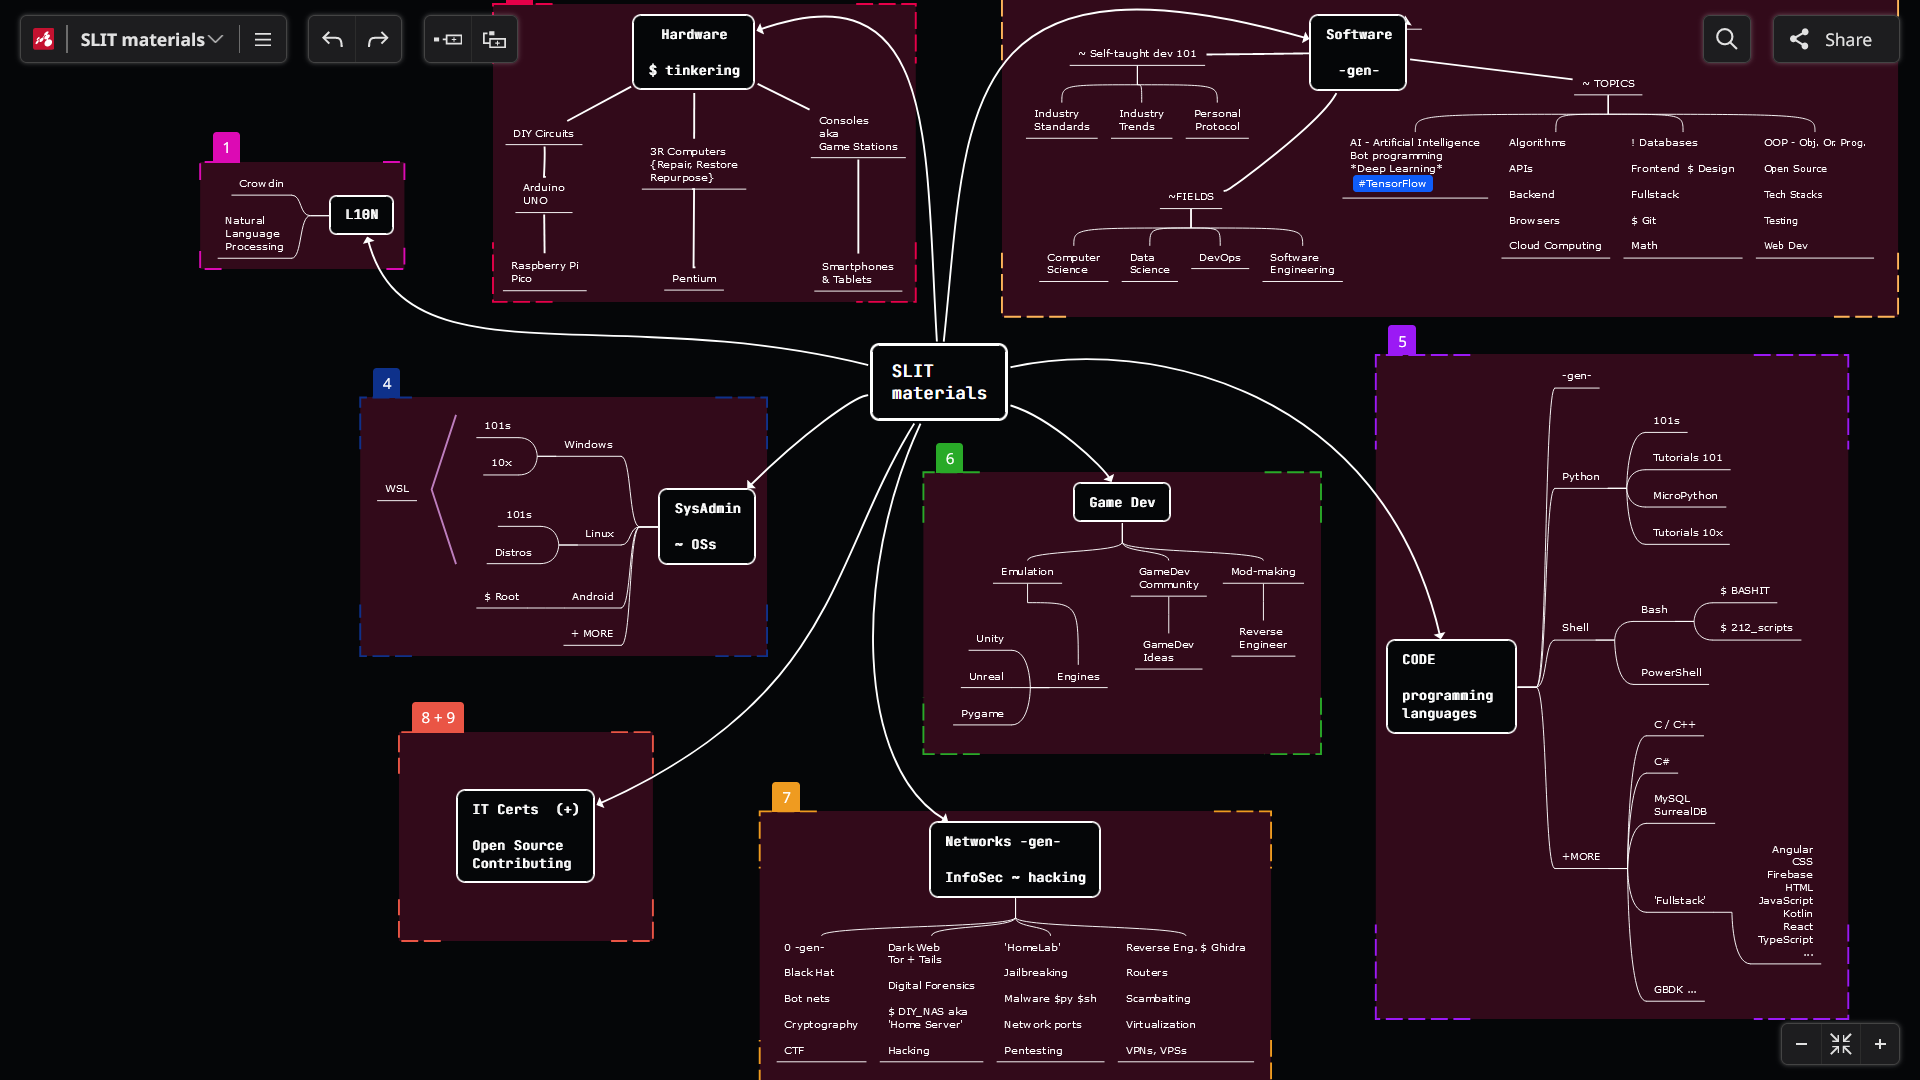 SLIT materials
Share
1
Crowdin
Natural
Language
Processing
L10N
Hardware
$ tinkering
DIY Circuits
Arduino
UNO
Raspberry Pi
Pico
3R Computers
{Repair, Restore
Repurpose}
Pentium
Consoles
aka
Game Stations
Smartphones
& Tablets
Software
-gen-
~ Self-taught dev 101
Industry
Standards
Industry
Trends
Personal
Protocol
~FIELDS
Computer
Science
Data
Science
DevOps
Software
Engineering
~ TOPICS
AI - Artificial Intelligence
Bot programming
*Deep Learning*
#TensorFlow
Algorithms
APIs
Backend
Browsers
Cloud Computing
! Databases
Frontend $ Design
Fullstack
$ Git
Math
OOP - Obj. Or. Prog.
Open Source
Tech Stacks
Testing
Web Dev
SLIT
materials
4
WSL
101s
10x
Windows
101s
Distros
Linux
$ Root
Android
+ MORE
SysAdmin
~ OSs
6
Game Dev
Emulation
GameDev
Community
Mod-making
GameDev
Ideas
Reverse
Engineer
Unity
Unreal
Pygame
Engines
5
-gen-
Python
101s
Tutorials 101
MicroPython
Tutorials 10x
Shell
Bash
$ BASHIT
$ 212_scripts
PowerShell
CODE
programming
languages
+MORE
C / C++
C#
MySQL
SurrealDB
'Fullstack'
Angular
CSS
Firebase
HTML
JavaScript
Kotlin
React
TypeScript
...
GBDK ...
8 + 9
IT Certs (+)
Open Source
Contributing
7
Networks -gen-
InfoSec ~ hacking
0 -gen-
Black Hat
Bot nets
Cryptography
CTF
Dark Web
Tor + Tails
Digital Forensics
$ DIY_NAS aka
'Home Server'
Hacking
'HomeLab'
Jailbreaking
Malware $py $sh
Network ports
Pentesting
Reverse Eng. $ Ghidra
Routers
Scambaiting
Virtualization
VPNs, VPSs